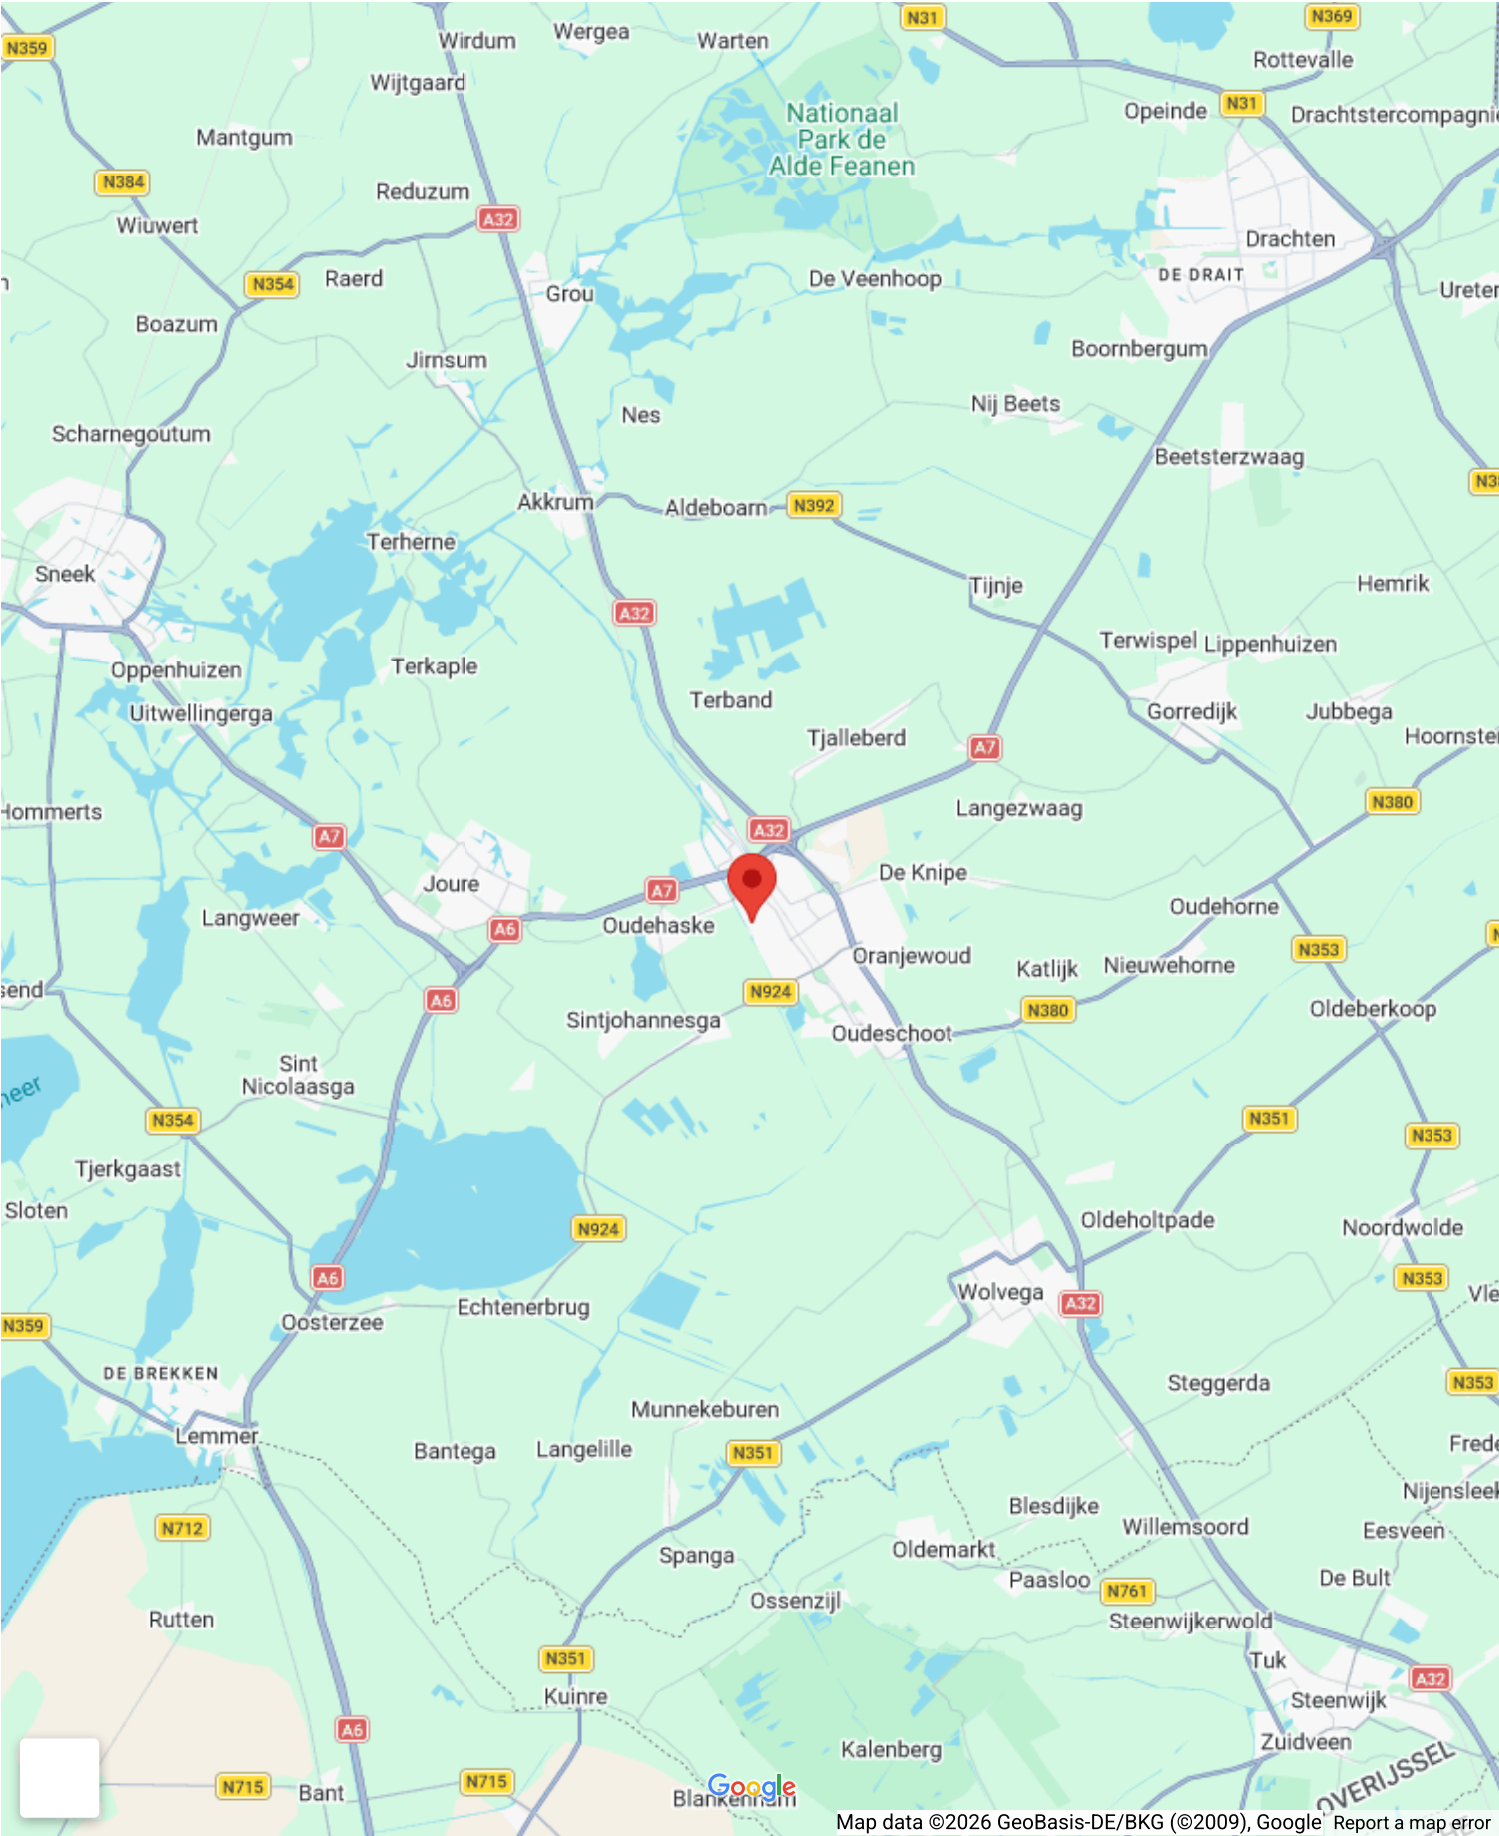 N359
Wirdum
Wergea
Warten
N31
N369
Rottevalle
Wijtgaard
Opeinde
N31
Nationaal
Park de
Alde Feanen
Mantgum
N384
Reduzum
A32
Wiuwert
Drachten
DE DRAIT
N354
Raerd
Grou
De Veenhoop
Boazum
Jirnsum
Boornbergum
Nes
Nij Beets
Scharnegoutum
Beetsterzwaag
Akkrum
Aldeboarn
N392
Terherne
Sneek
Tijnje
Hemrik
A32
Terwispel
Lippenhuizen
Oppenhuizen
Terkaple
Uitwellingerga
Terband
Gorredijk
Jubbega
Tjalleberd
A7
N380
Hommerts
Langezwaag
A7
A32
De Knipe
Joure
A7
Langweer
A6
Oudehaske
Oudehorne
N353
Oranjewoud
Katlijk
Nieuwehorne
A6
N924
N380
Oldeberkoop
Sintjohannesga
Oudeschoot
Sint
Nicolaasga
N354
N351
N353
Tjerkgaast
Sloten
N924
Oldeholtpade
Noordwolde
A6
Wolvega
A32
N353
Echtenerbrug
Oosterzee
N359
DE BREKKEN
Steggerda
N353
Munnekeburen
Lemmer
Bantega
Langelille
N351
N712
Blesdijke
Willemsoord
Eesveen
Spanga
Oldemarkt
Paasloo
N761
De Bult
Ossenzijl
Rutten
Steenwijkerwold
N351
Tuk
A32
Kuinre
Steenwijk
A6
Zuidveen
Kalenberg
OVERIJSSEL
N715
Bant
N715
Google
Blankenham
Map data ©2026 GeoBasis-DE/BKG (©2009), Google
Report a map error